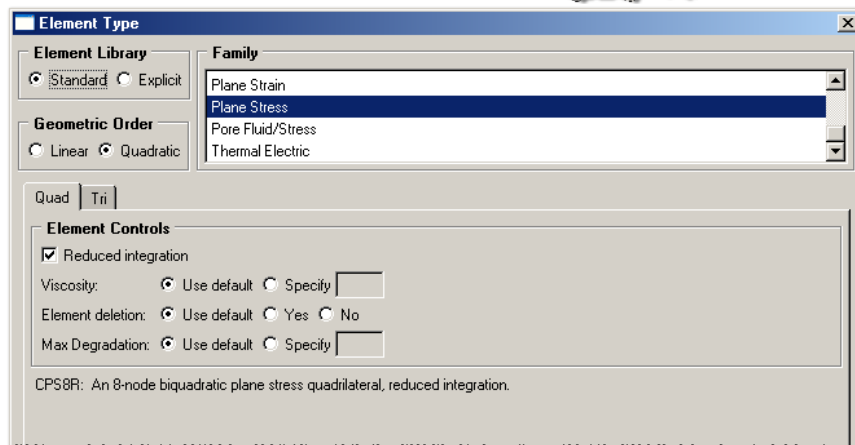 Element Type
Element Library
Standard Explicit
Family
Plane Strain
Plane Stress
Pore Fluid/Stress
Thermal Electric
Geometric Order
Linear Quadratic
Quad Tri
Element Controls
Reduced integration
Viscosity: Use default Specify
Element deletion: Use default Yes No
Max Degradation: Use default Specify
CPS8R: An 8-node biquadratic plane stress quadrilateral, reduced integration.